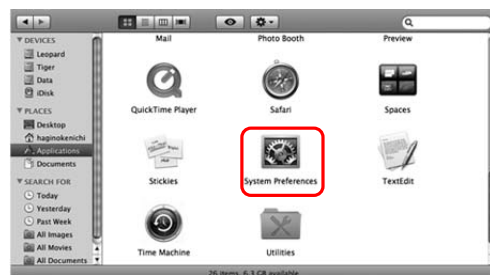 DEVICES
Leopard
Tiger
Data
iDisk
PLACES
Desktop
haginokenichi
Applications
Documents
SEARCH FOR
Today
Yesterday
Past Week
All Images
All Movies
All Documents
Mail Photo Booth Preview
QuickTime Player Safari Spaces
Stickies System Preferences TextEdit
Time Machine Utilities
26 items, 6.3 GB available